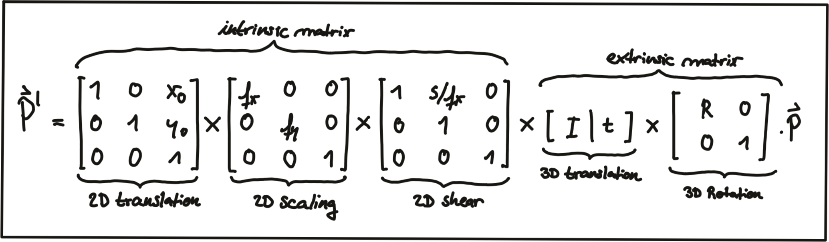 intrinsic matrix
extrinsic matrix
p⃗' = [1 0 x₀; 0 1 y₀; 0 0 1] × [fx 0 0; 0 fy 0; 0 0 1] × [1 s/fx 0; 0 1 0; 0 0 1] × [I | t] × [R 0; 0 1] . p⃗
2D translation 2D scaling 2D shear 3D translation 3D Rotation